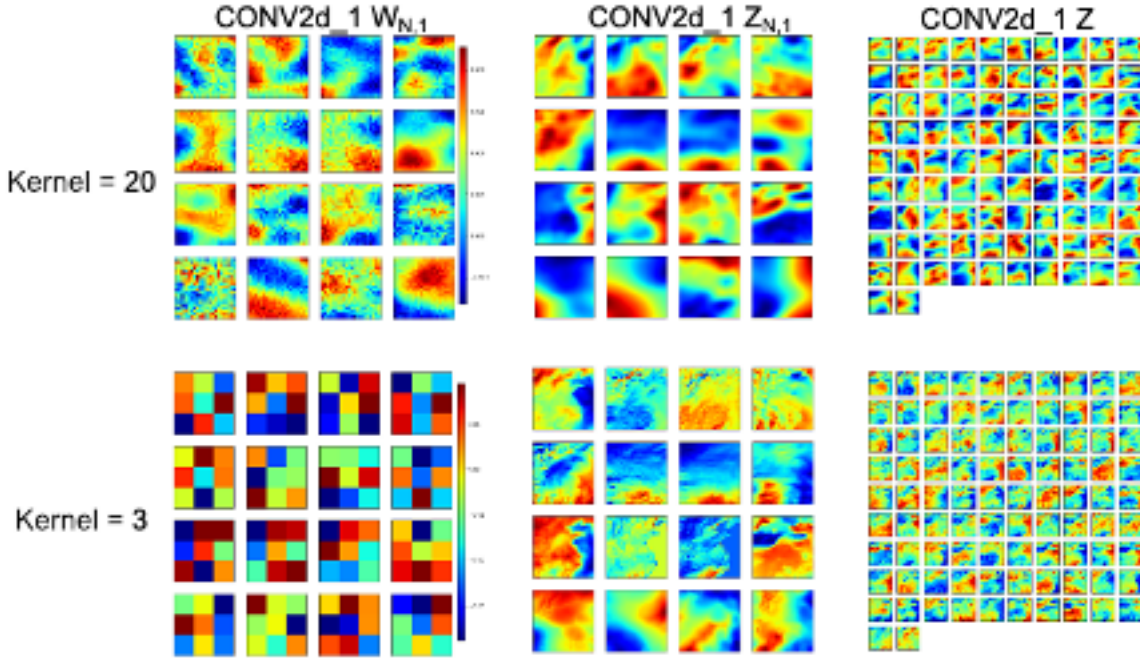 CONV2d_1 W_N,1
CONV2d_1 Z_N,1
CONV2d_1 Z
Kernel = 20
Kernel = 3